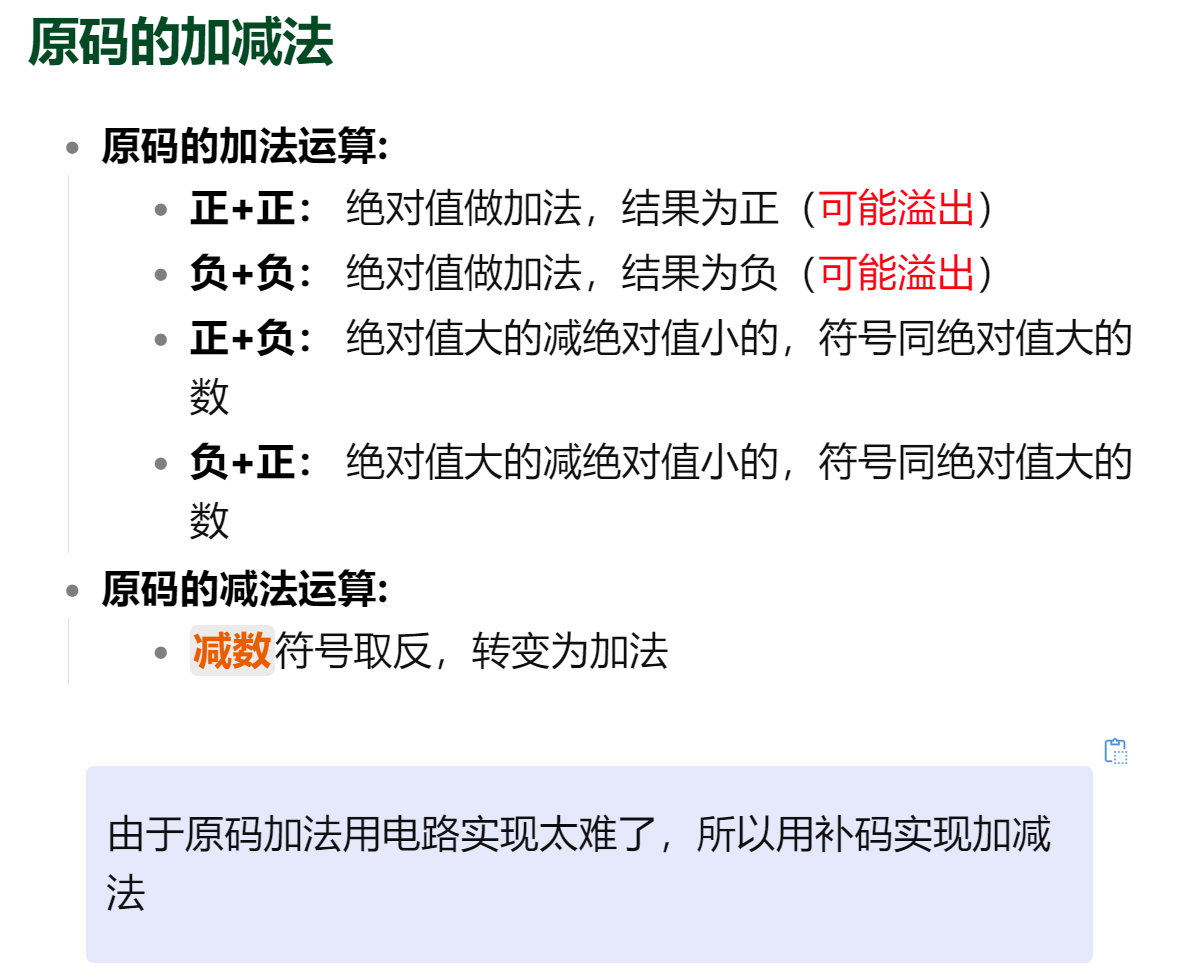 原码的加减法
原码的加法运算:
正+正： 绝对值做加法，结果为正（可能溢出）
负+负： 绝对值做加法，结果为负（可能溢出）
正+负： 绝对值大的减绝对值小的，符号同绝对值大的
数
负+正： 绝对值大的减绝对值小的，符号同绝对值大的
数
原码的减法运算:
减数符号取反，转变为加法
由于原码加法用电路实现太难了，所以用补码实现加减
法